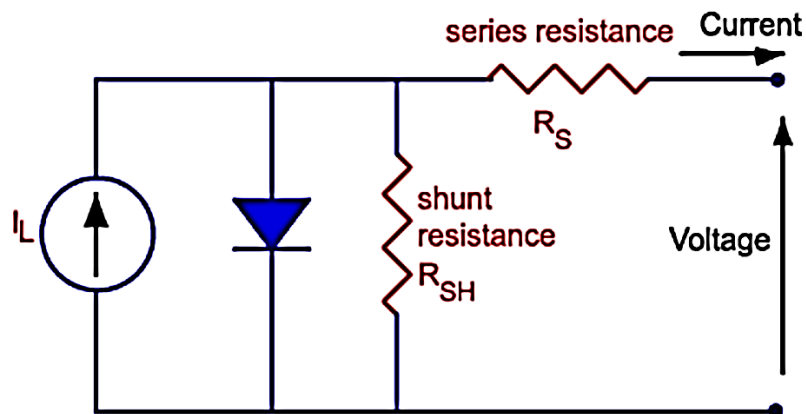 series resistance
Current
R_S
I_L
shunt
resistance
R_SH
Voltage